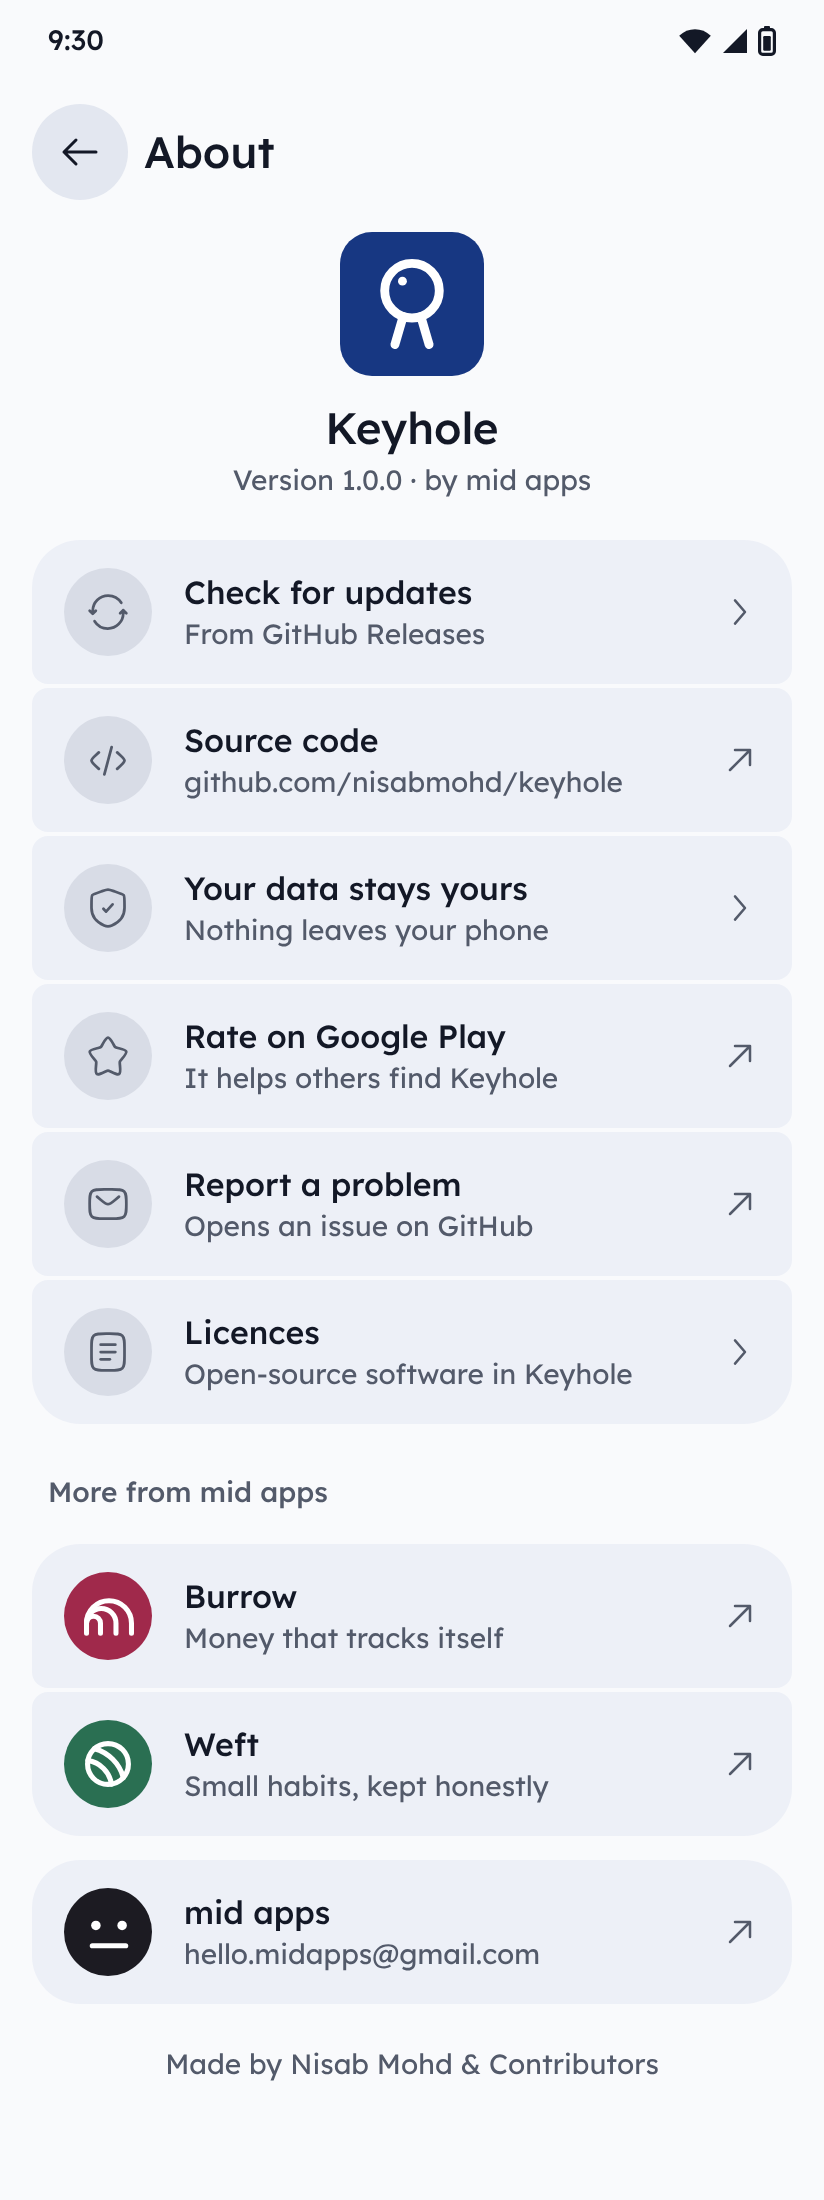 9:30
About
Keyhole
Version 1.0.0 · by mid apps
Check for updates
From GitHub Releases
Source code
github.com/nisabmohd/keyhole
Your data stays yours
Nothing leaves your phone
Rate on Google Play
It helps others find Keyhole
Report a problem
Opens an issue on GitHub
Licences
Open-source software in Keyhole
More from mid apps
Burrow
Money that tracks itself
Weft
Small habits, kept honestly
mid apps
hello.midapps@gmail.com
Made by Nisab Mohd & Contributors